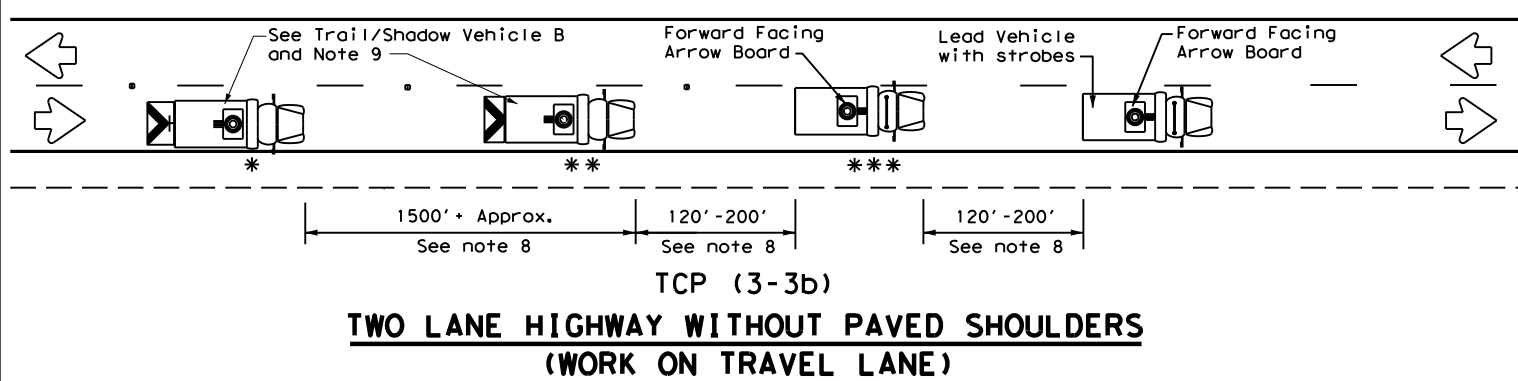 See Trail/Shadow Vehicle B
and Note 9
Forward Facing
Arrow Board
Lead Vehicle
with strobes
Forward Facing
Arrow Board
*
**
***
1500'+ Approx.
See note 8
120'-200'
See note 8
120'-200'
See note 8
TCP (3-3b)
TWO LANE HIGHWAY WITHOUT PAVED SHOULDERS
(WORK ON TRAVEL LANE)